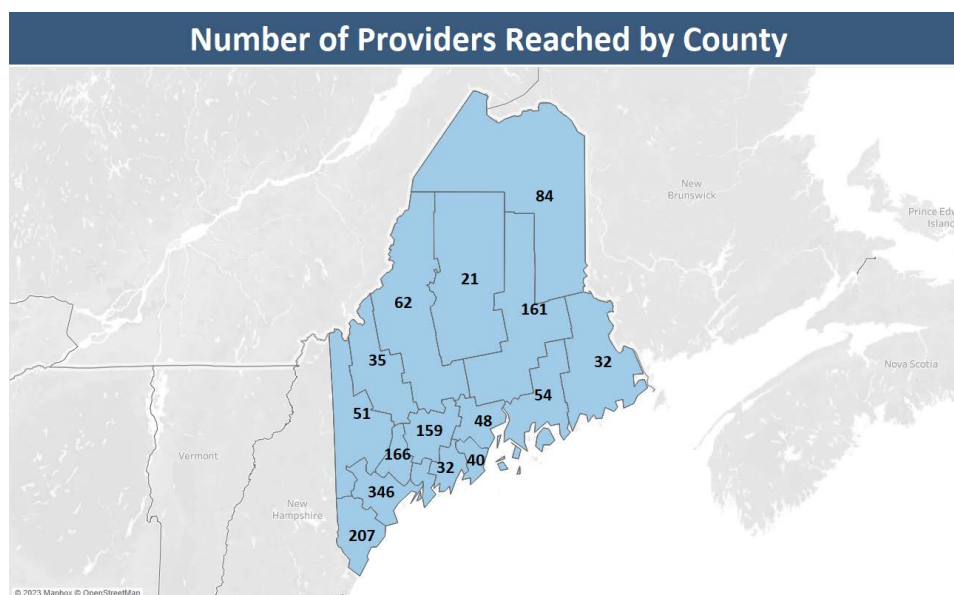 Number of Providers Reached by County
New
Brunswick
84
Prince Edw
Island
21
62
161
35
32
Nova Scotia
54
51
48
159
Vermont
166
32
40
346
New
Hampshire
207
© 2023 Mapbox © OpenStreetMap